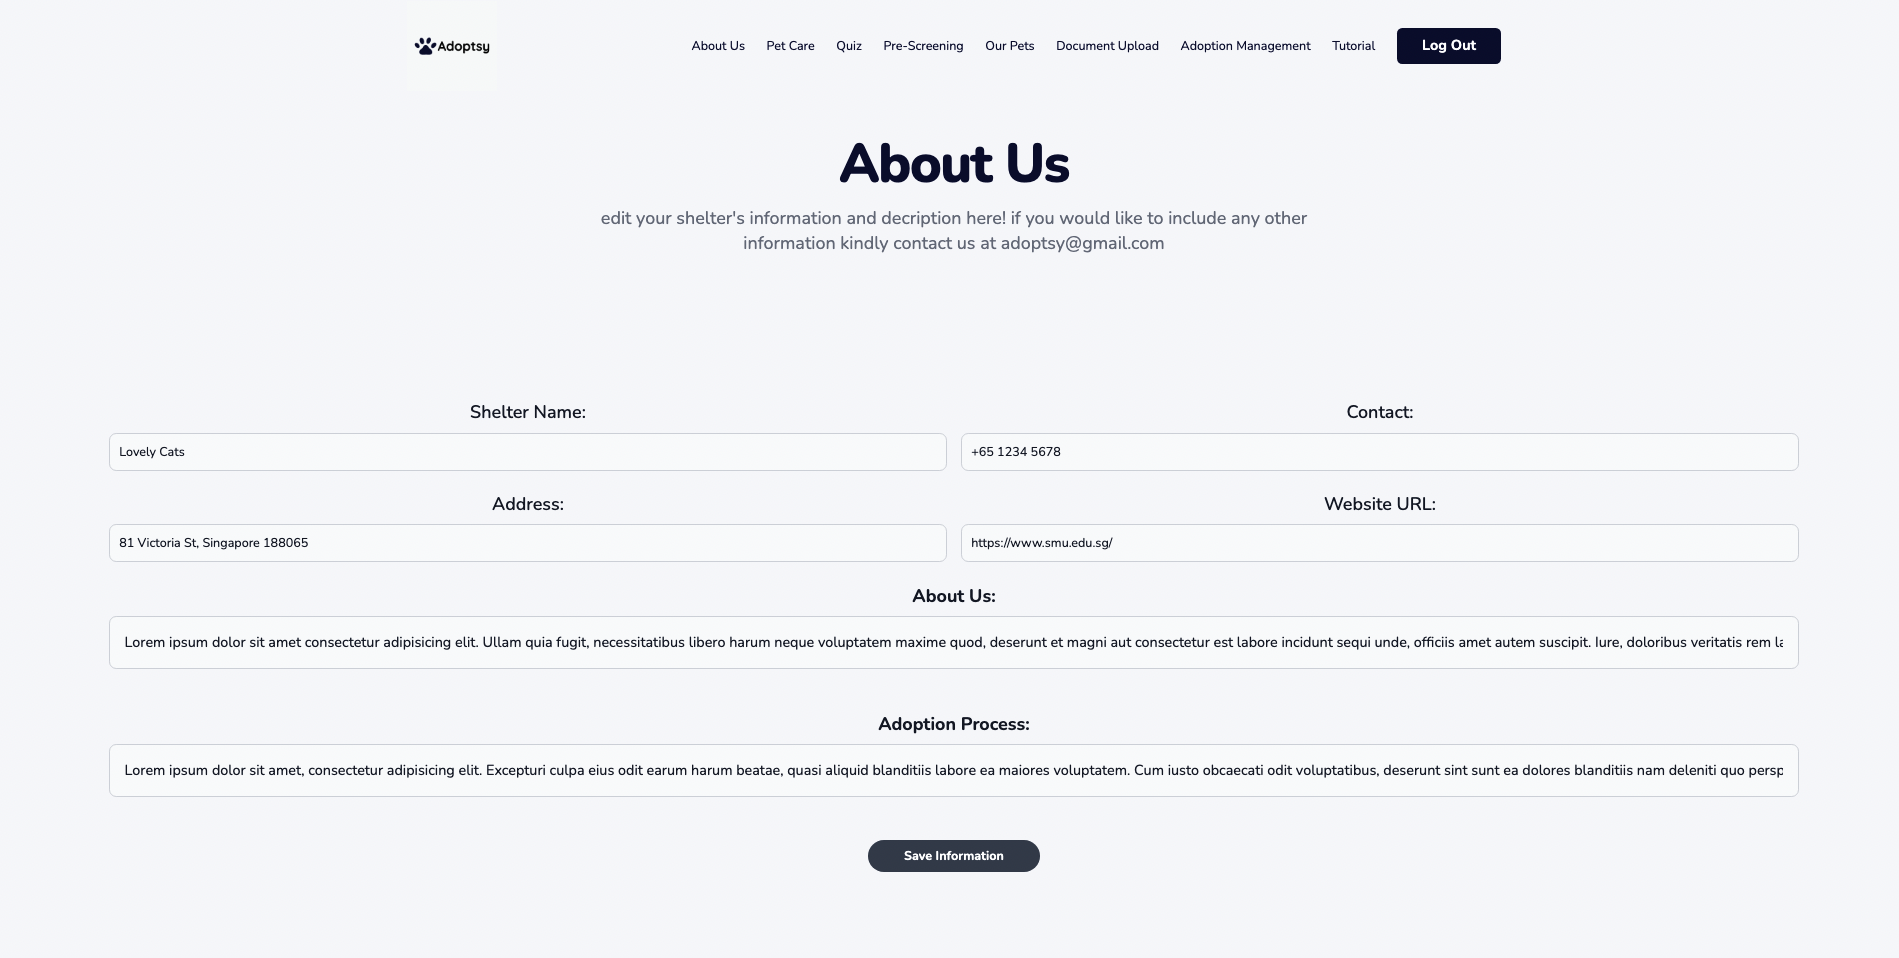 Adoptsy
About Us Pet Care Quiz Pre-Screening Our Pets Document Upload Adoption Management Tutorial Log Out
About Us
edit your shelter's information and decription here! if you would like to include any other
information kindly contact us at adoptsy@gmail.com
Shelter Name: Contact:
Lovely Cats +65 1234 5678
Address: Website URL:
81 Victoria St, Singapore 188065 https://www.smu.edu.sg/
About Us:
Lorem ipsum dolor sit amet consectetur adipisicing elit. Ullam quia fugit, necessitatibus libero harum neque voluptatem maxime quod, deserunt et magni aut consectetur est labore incidunt sequi unde, officiis amet autem suscipit. Iure, doloribus veritatis rem
Adoption Process:
Lorem ipsum dolor sit amet, consectetur adipisicing elit. Excepturi culpa eius odit earum harum beatae, quasi aliquid blanditiis labore ea maiores voluptatem. Cum iusto obcaecati odit voluptatibus, deserunt sint sunt ea dolores blanditiis nam deleniti quo persp
Save Information